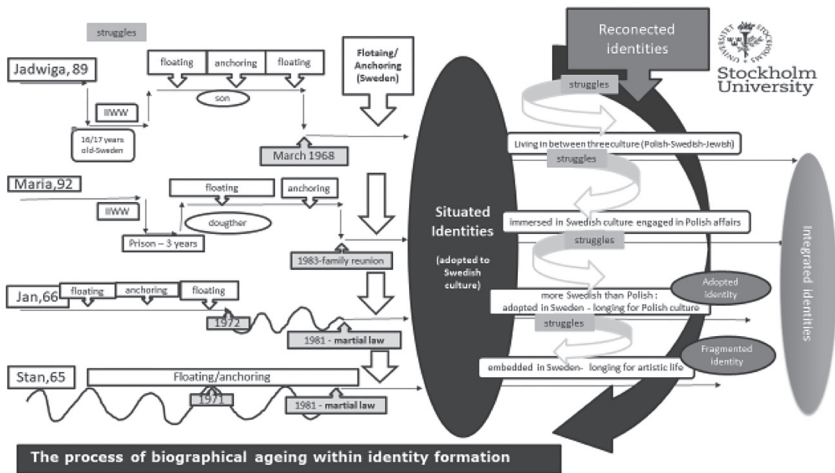 struggles
Jadwiga, 89
floating
anchoring
floating
son
IIWW
16/17 years
old-Sweden
March 1968
Maria,92
floating
anchoring
IIWW
dougther
Prison – 3 years
1983-family reunion
Jan,66
floating
anchoring
floating
1972
1981 - martial law
Stan,65
Floating/anchoring
1971
1981 - martial law
Flotaing/
Anchoring
(Sweden)
Situated
Identities
(adopted to
Swedish
culture)
Reconected
identities
struggles
Living in between threeculture (Polish-Swedish-Jewish)
struggles
immersed in Swedish culture engaged in Polish affairs
struggles
Adopted
identity
more Swedish than Polish :
adopted in Sweden - longing for Polish culture
struggles
Fragmented
identity
embedded in Sweden- longing for artistic life
Integrated identities
STOCKHOLMS UNIVERSITET
Stockholm
University
The process of biographical ageing within identity formation